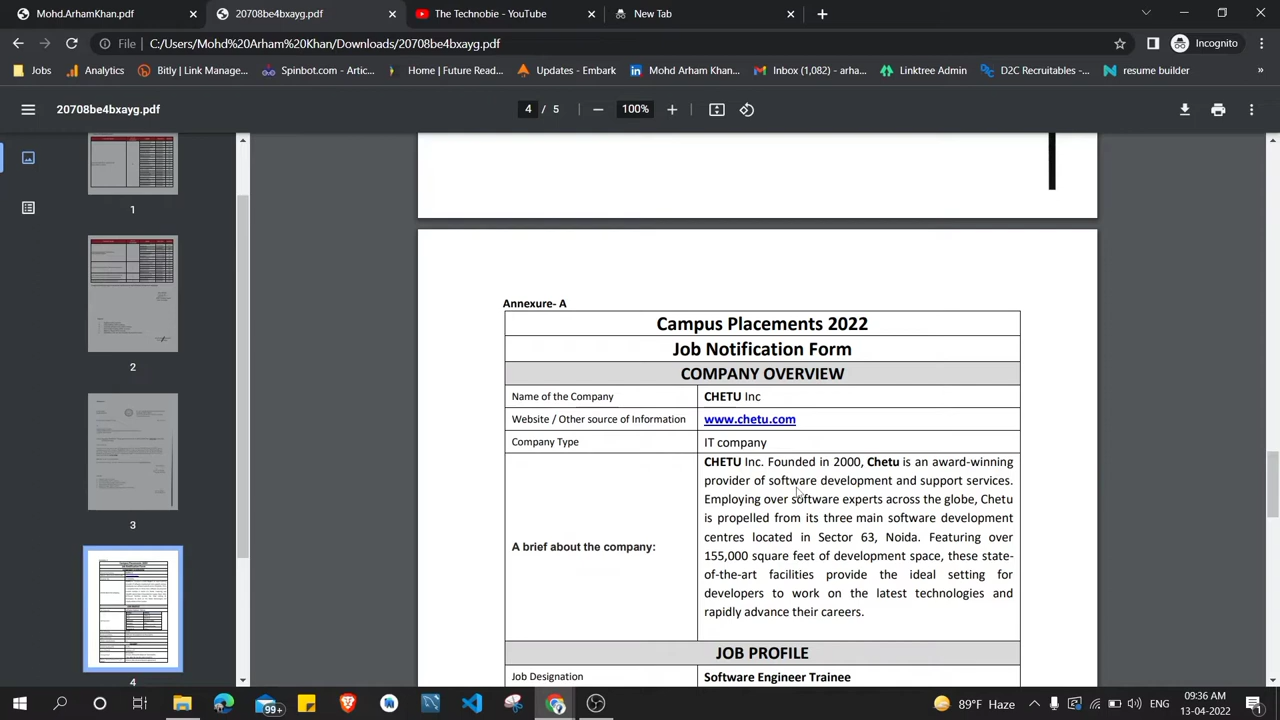 Mohd.ArhamKhan.pdf
20708be4bxayg.pdf
The Technobie - YouTube
New Tab
File
C:/Users/Mohd%20Arham%20Khan/Downloads/20708be4bxayg.pdf
Incognito
Jobs
Analytics
Bitly | Link Manage...
Spinbot.com - Artic...
Home | Future Read...
Updates - Embark
Mohd Arham Khan...
Inbox (1,082) - arha...
Linktree Admin
D2C Recruitables -...
resume builder
20708be4bxayg.pdf
4 / 5
100%
1
2
3
4
Annexure- A
Campus Placements 2022
Job Notification Form
COMPANY OVERVIEW
Name of the Company
CHETU Inc
Website / Other source of Information
www.chetu.com
Company Type
IT company
A brief about the company:
CHETU Inc. Founded in 2000, Chetu is an award-winning
provider of software development and support services.
Employing over software experts across the globe, Chetu
is propelled from its three main software development
centres located in Sector 63, Noida. Featuring over
155,000 square feet of development space, these state-
of-the-art facilities provide the ideal setting for
developers to work on the latest technologies and
rapidly advance their careers.
JOB PROFILE
Job Designation
Software Engineer Trainee
99+
89°F Haze
ENG
09:36 AM
13-04-2022
1